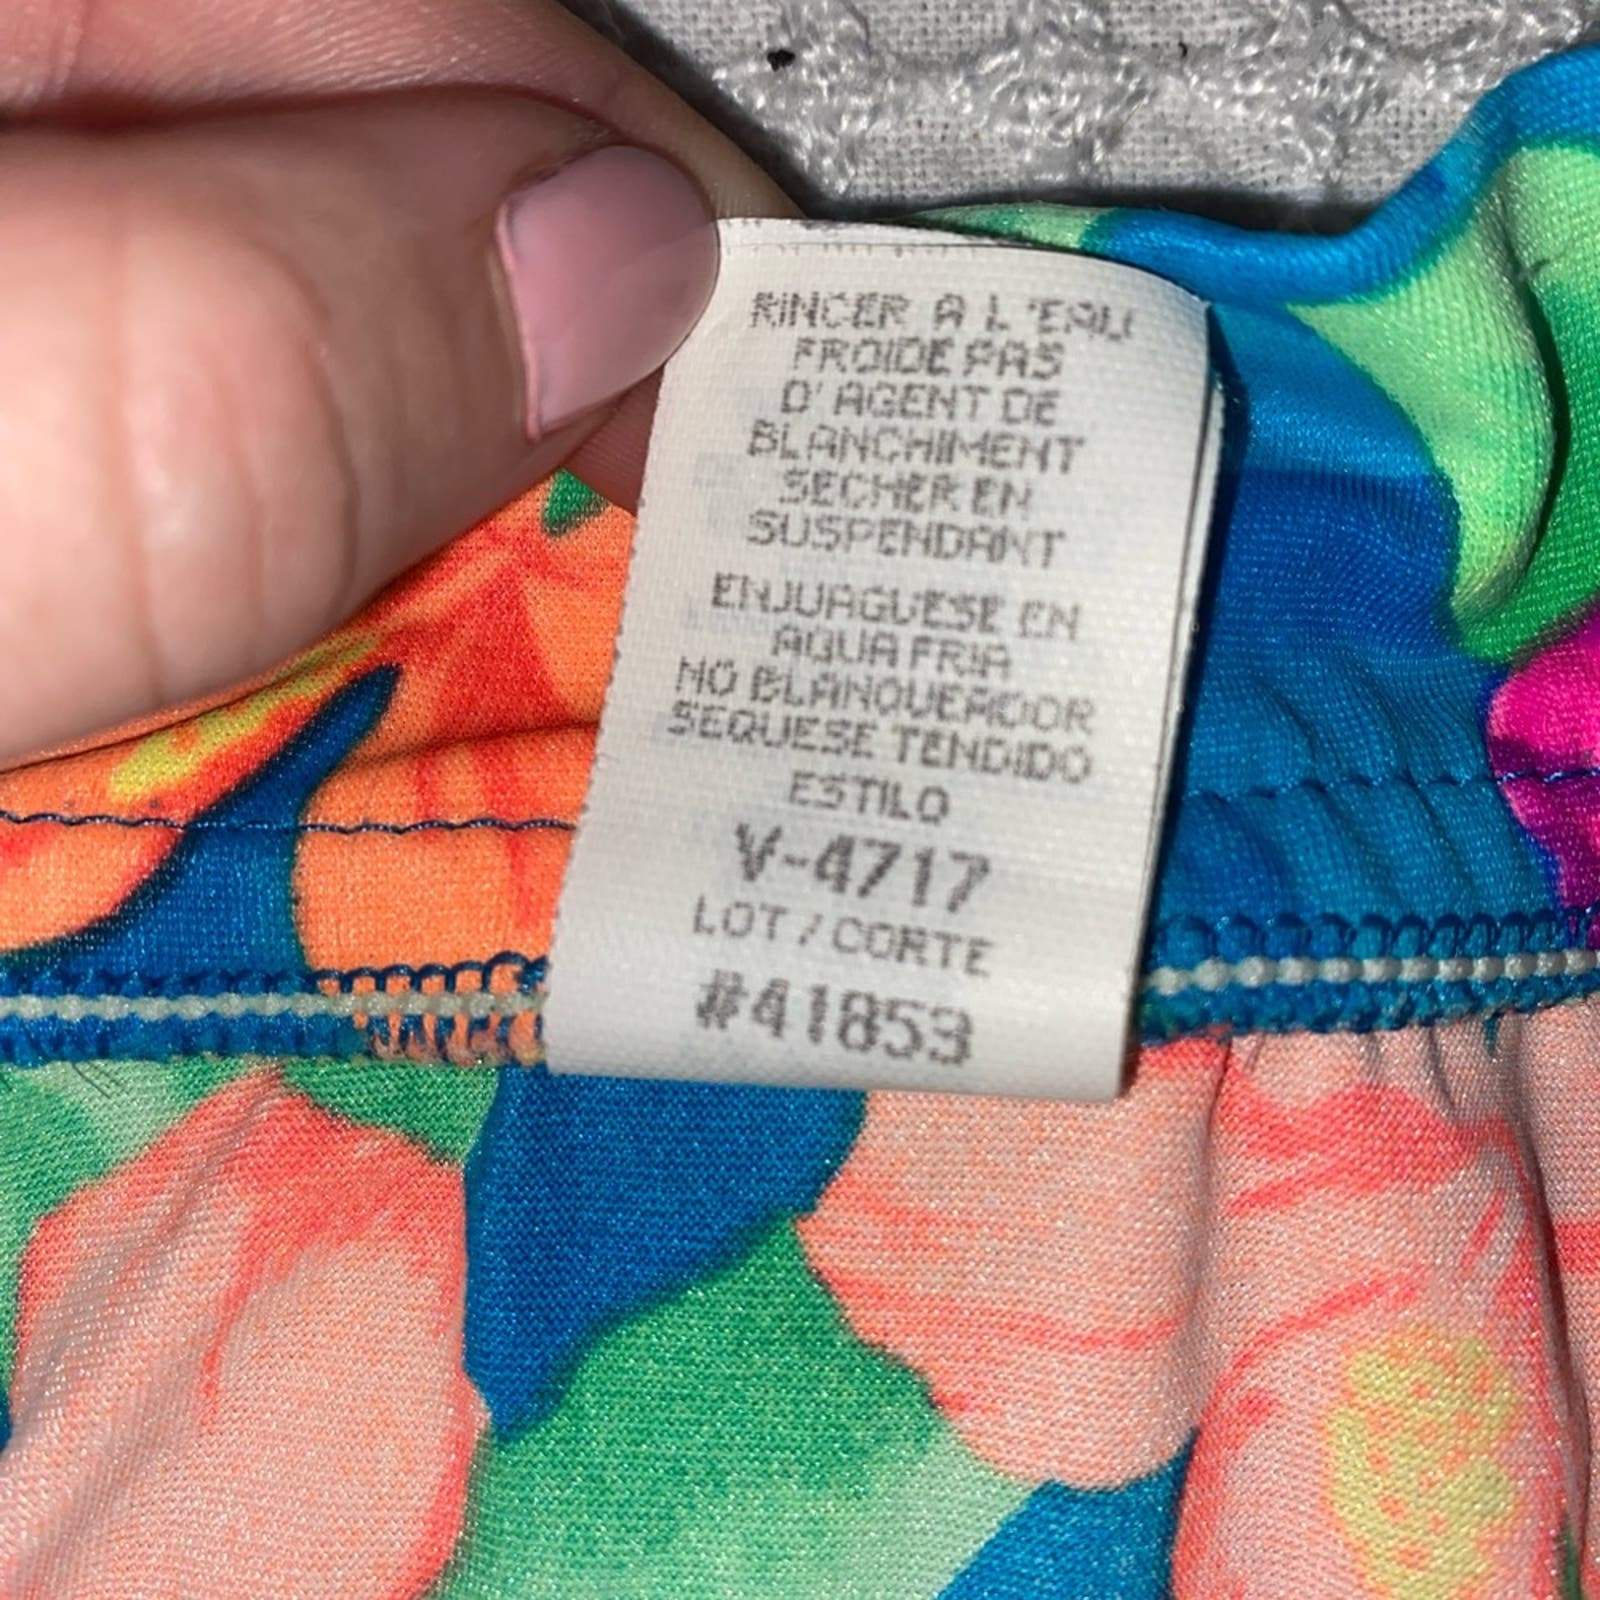 RINCER A L'EAU
FROIDE PAS
D'AGENT DE
BLANCHIMENT
SECHER EN
SUSPENDANT
ENJUAGUESE EN
AQUA FRIA
NO BLANQUEADOR
SEQUESE TENDIDO
ESTILO
V-4717
LOT / CORTE
#41853